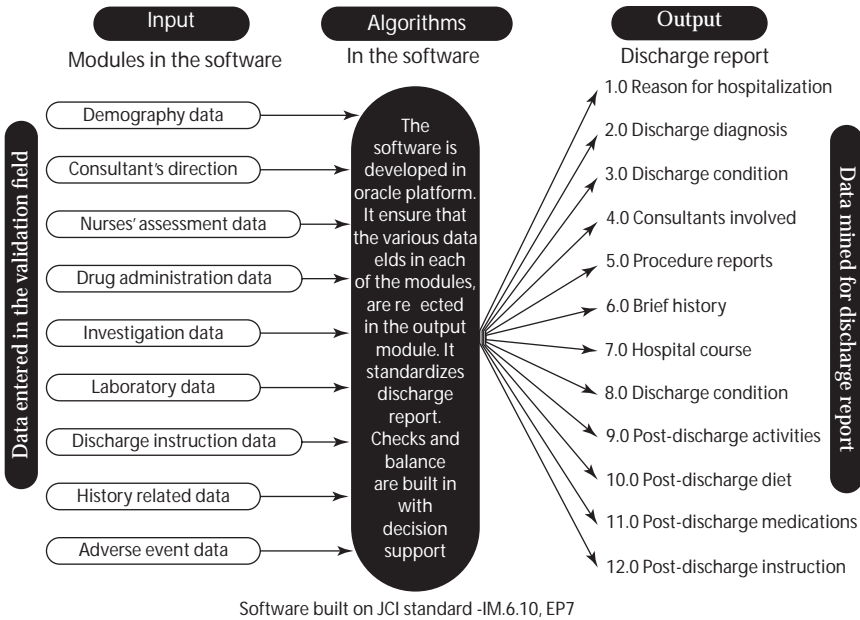 Input
Modules in the software
Data entered in the validation field
Demography data
Consultant's direction
Nurses' assessment data
Drug administration data
Investigation data
Laboratory data
Discharge instruction data
History related data
Adverse event data
Algorithms
In the software
The
software is
developed in
oracle platform.
It ensure that
the various data
elds in each
of the modules,
are re ected
in the output
module. It
standardizes
discharge
report.
Checks and
balance
are built in
with
decision
support
Output
Discharge report
1.0 Reason for hospitalization
2.0 Discharge diagnosis
3.0 Discharge condition
4.0 Consultants involved
5.0 Procedure reports
6.0 Brief history
7.0 Hospital course
8.0 Discharge condition
9.0 Post-discharge activities
10.0 Post-discharge diet
11.0 Post-discharge medications
12.0 Post-discharge instruction
Data mined for discharge
report
Software built on JCI standard -IM.6.10, EP7